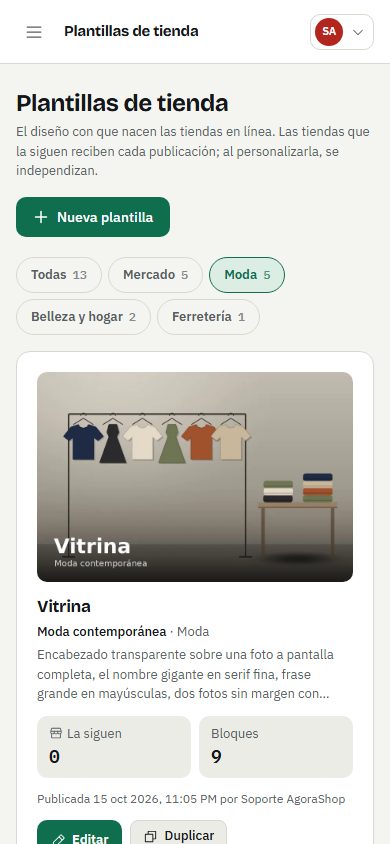 Plantillas de tienda
SA
Plantillas de tienda
El diseño con que nacen las tiendas en línea. Las tiendas que
la siguen reciben cada publicación; al personalizarla, se
independizan.
Nueva plantilla
Todas 13
Mercado 5
Moda 5
Belleza y hogar 2
Ferretería 1
Vitrina
Moda contemporánea
Vitrina
Moda contemporánea · Moda
Encabezado transparente sobre una foto a pantalla
completa, el nombre gigante en serif fina, frase
grande en mayúsculas, dos fotos sin margen con...
La siguen
0
Bloques
9
Publicada 15 oct 2026, 11:05 PM por Soporte AgoraShop
Editar
Duplicar